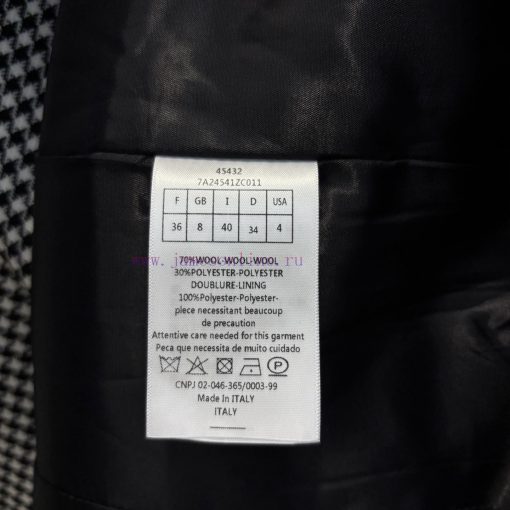 45432
7A24541ZC011
F GB I D USA
36 8 40 34 4
70%WOOL-WOOL-WOOL
30%POLYESTER-POLYESTER
DOUBLURE-LINING
100%Polyester-Polyester-
piece necessitant beaucoup
de precaution
Attentive care needed for this garment
Peca que necessita de muito cuidado
P
CNPJ 02-046-365/0003-99
Made In ITALY
ITALY